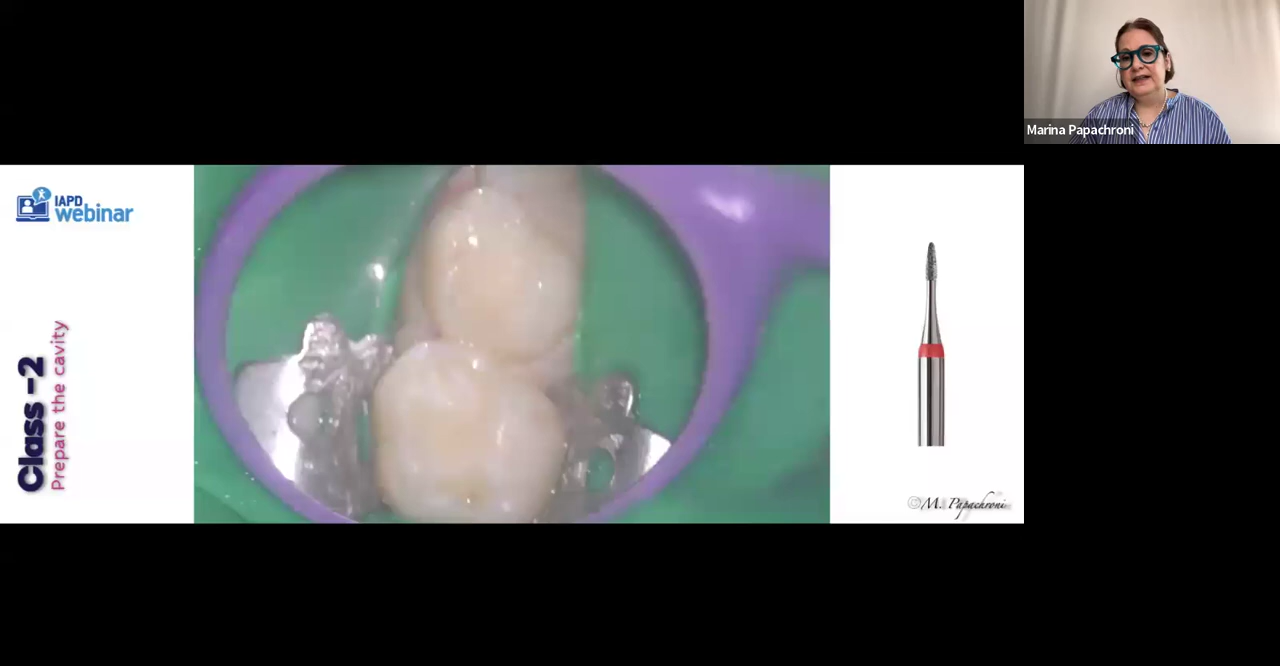 Marina Papachroni
IAPD
webinar
Class -2
Prepare the cavity
©M. Papachroni